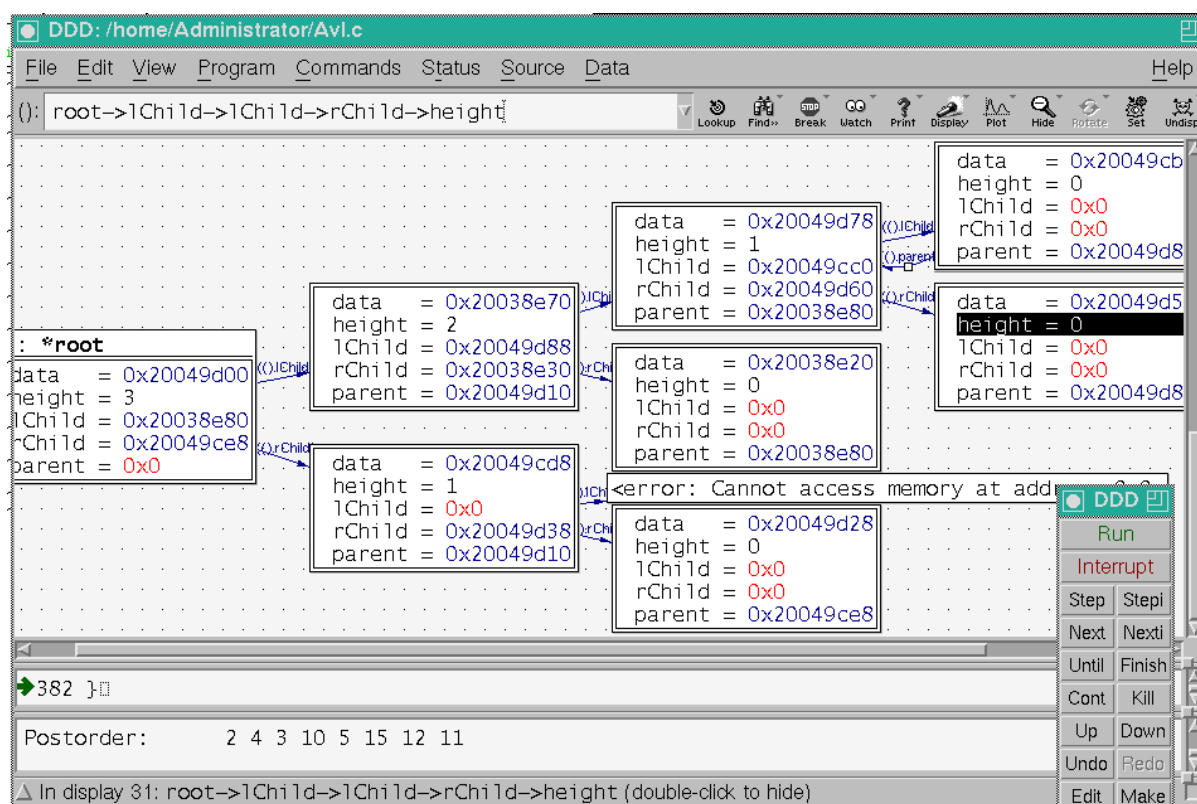 DDD: /home/Administrator/Avl.c
File Edit View Program Commands Status Source Data Help
(): root->lChild->lChild->rChild->height
Lookup Find» Break Watch Print Display Plot Hide Rotate Set Undisp
: *root
data = 0x20049d00
height = 3
lChild = 0x20038e80
rChild = 0x20049ce8
parent = 0x0
().lChild
().rChild
data = 0x20038e70
height = 2
lChild = 0x20049d88
rChild = 0x20038e30
parent = 0x20049d10
data = 0x20049cd8
height = 1
lChild = 0x0
rChild = 0x20049d38
parent = 0x20049d10
data = 0x20049d78
height = 1
lChild = 0x20049cc0
rChild = 0x20049d60
parent = 0x20038e80
().lChild
().parent
().rChild
data = 0x20038e20
height = 0
lChild = 0x0
rChild = 0x0
parent = 0x20038e80
<error: Cannot access memory at addr
data = 0x20049d28
height = 0
lChild = 0x0
rChild = 0x0
parent = 0x20049ce8
data = 0x20049cb
height = 0
lChild = 0x0
rChild = 0x0
parent = 0x20049d8
data = 0x20049d5
height = 0
lChild = 0x0
rChild = 0x0
parent = 0x20049d8
DDD
Run
Interrupt
Step Stepi
Next Nexti
Until Finish
Cont Kill
Up Down
Undo Redo
Edit Make
382 }
Postorder: 2 4 3 10 5 15 12 11
In display 31: root->lChild->lChild->rChild->height (double-click to hide)